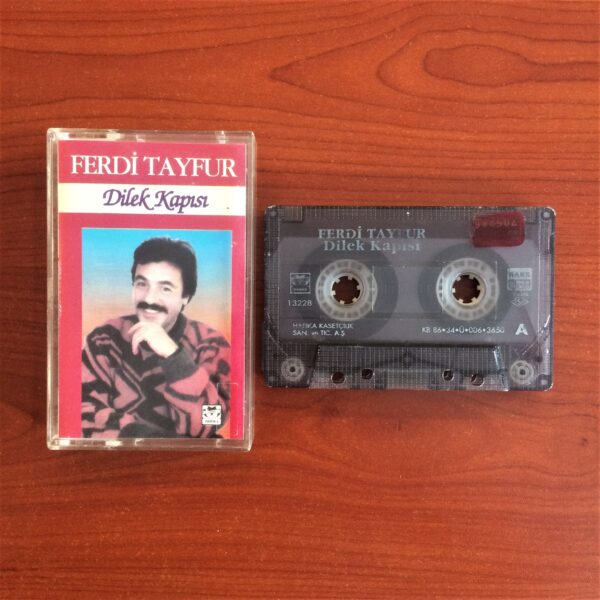 FERDİ TAYFUR
Dilek Kapısı
FERDİ TAYFUR
Dilek Kapısı
13228
RAKS
HARİKA KASETÇİLİK
SAN. ve TİC. A.Ş.
KB 86•34•Ü•006•3650
A